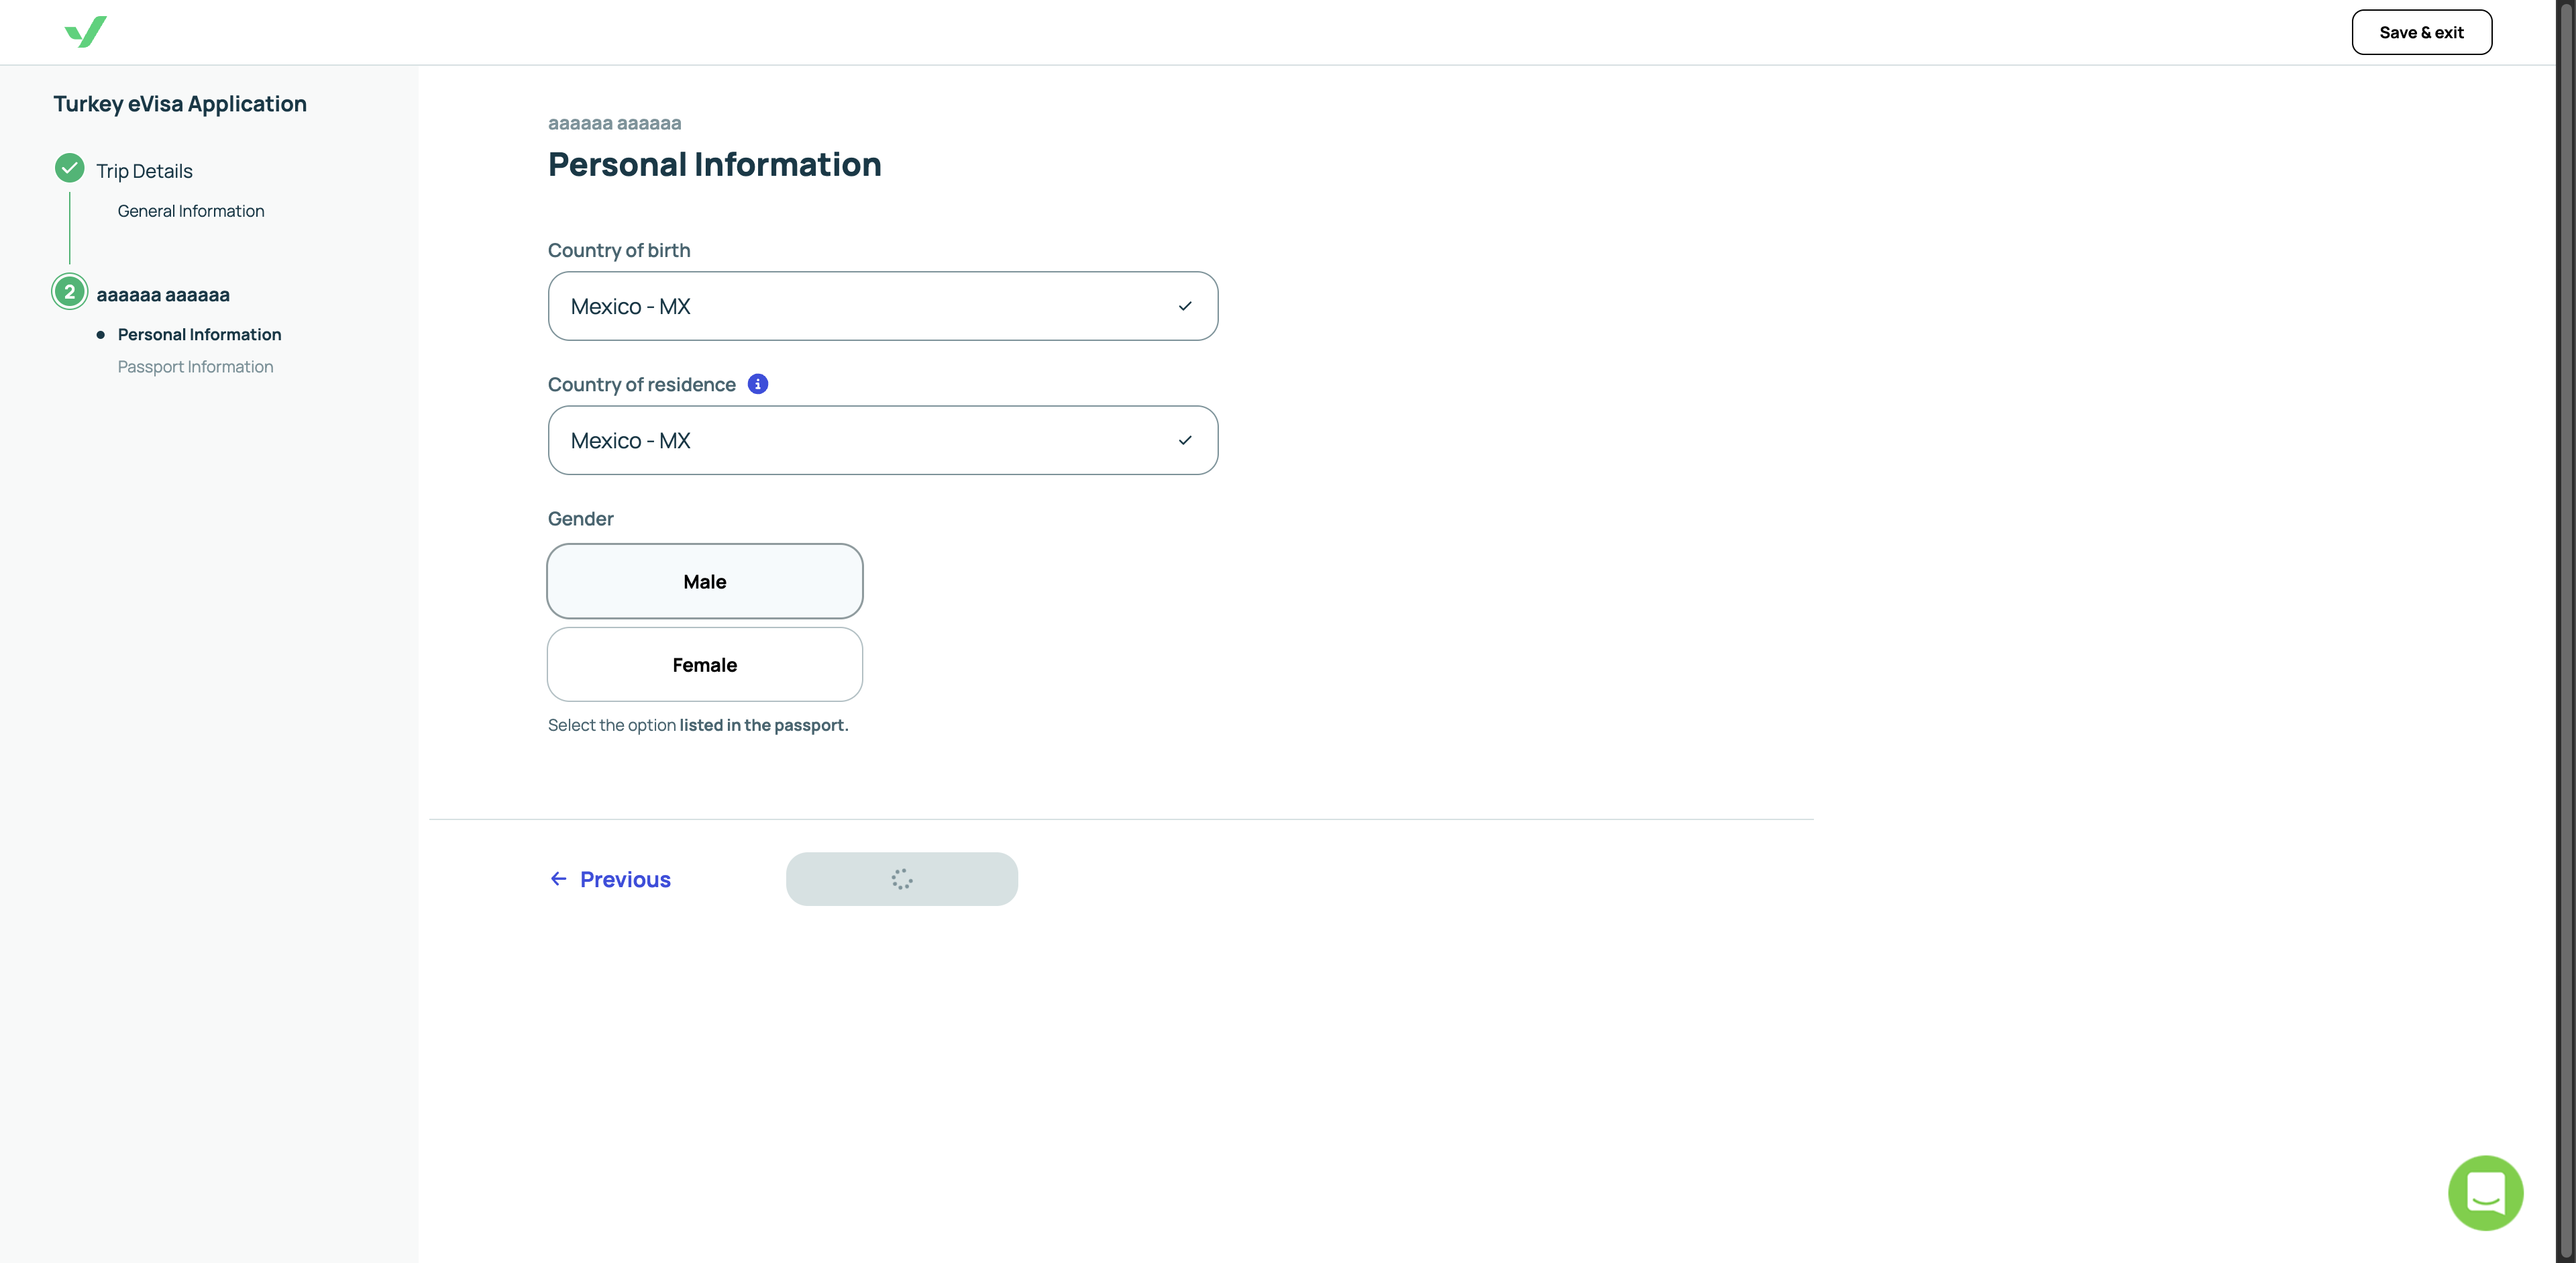 Save & exit
Turkey eVisa Application
Trip Details
General Information
2
aaaaaa aaaaaa
Personal Information
Passport Information
aaaaaa aaaaaa
Personal Information
Country of birth
Mexico - MX
Country of residence
Mexico - MX
Gender
Male
Female
Select the option listed in the passport.
Previous